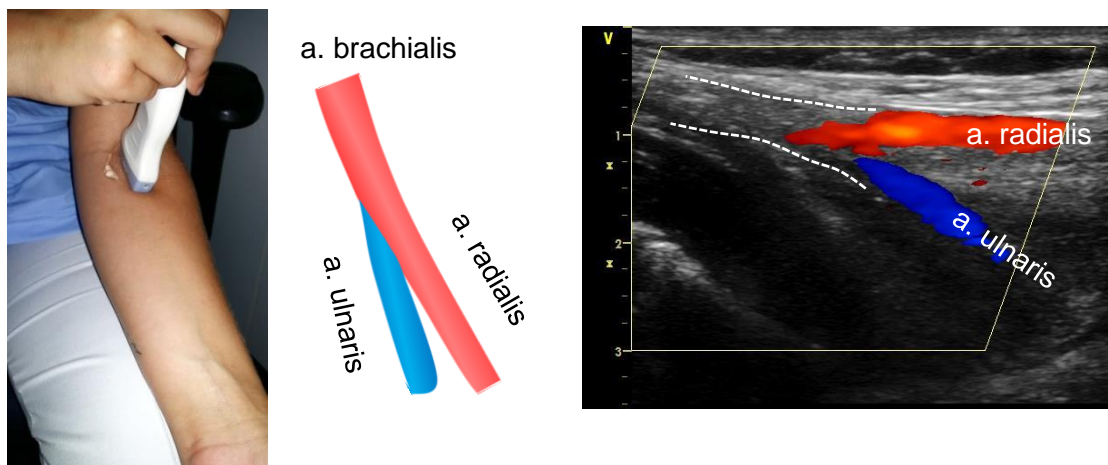 a. brachialis
a. ulnaris
a. radialis
V
1
2
3
a. radialis
a. ulnaris